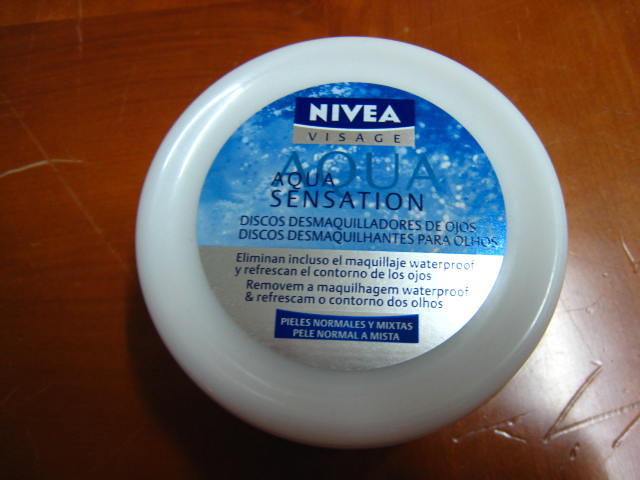 NIVEA
VISAGE
AQUA
AQUA
SENSATION
DISCOS DESMAQUILLADORES DE OJOS
DISCOS DESMAQUILHANTES PARA OLHOS
Eliminan incluso el maquillaje waterproof
y refrescan el contorno de los ojos
Removem a maquilhagem waterproof
& refrescam o contorno dos olhos
PIELES NORMALES Y MIXTAS
PELE NORMAL A MISTA